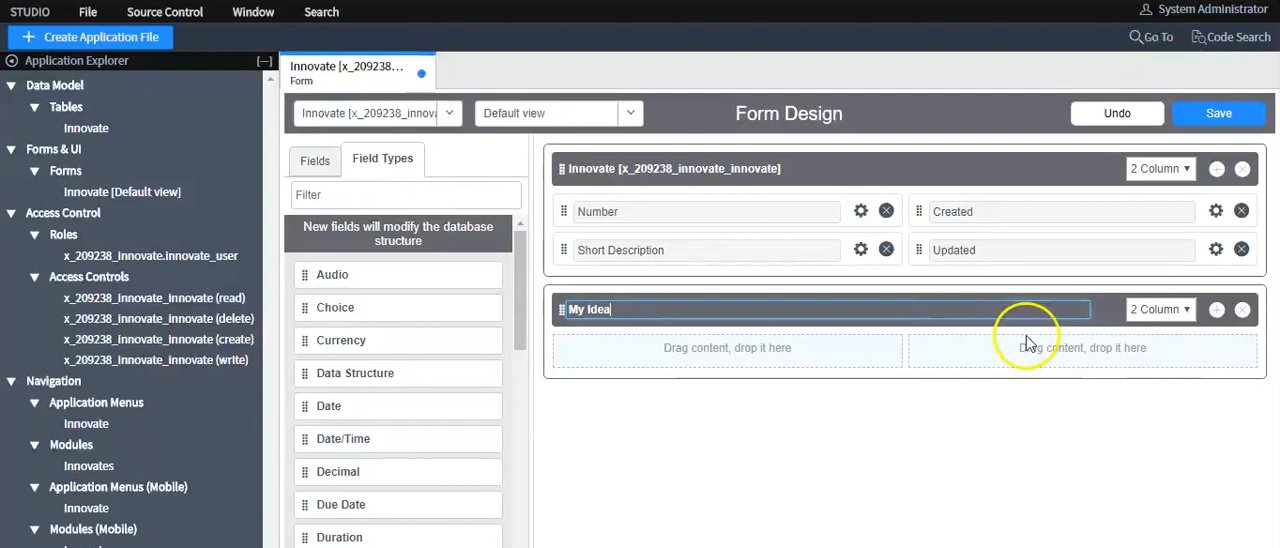 STUDIO File Source Control Window Search System Administrator
+ Create Application File Go To Code Search
Application Explorer [—]
Data Model
Tables
Innovate
Forms & UI
Forms
Innovate [Default view]
Access Control
Roles
x_209238_innovate.innovate_user
Access Controls
x_209238_innovate_innovate (read)
x_209238_innovate_innovate (delete)
x_209238_innovate_innovate (create)
x_209238_innovate_innovate (write)
Navigation
Application Menus
Innovate
Modules
Innovates
Application Menus (Mobile)
Innovate
Modules (Mobile)
Innovate [x_209238...
Form
Innovate [x_209238_innova Default view Form Design Undo Save
Fields Field Types
Filter
New fields will modify the database
structure
Audio
Choice
Currency
Data Structure
Date
Date/Time
Decimal
Due Date
Duration
Innovate [x_209238_innovate_innovate] 2 Column
Number Created
Short Description Updated
My Idea 2 Column
Drag content, drop it here Drag content, drop it here